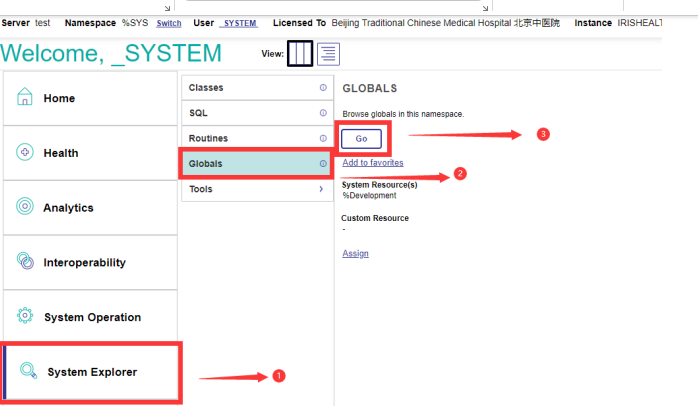 Server test Namespace %SYS Switch User _SYSTEM Licensed To Beijing Traditional Chinese Medical Hospital 北京中医院 Instance IRISHEALT
Welcome, _SYSTEM
View:
Home
Health
Analytics
Interoperability
System Operation
System Explorer
Classes
SQL
Routines
Globals
Tools
GLOBALS
Browse globals in this namespace.
Go
Add to favorites
System Resource(s)
%Development
Custom Resource
-
Assign
3
2
1